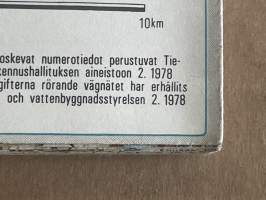 10km
oskevat numerotiedot perustuvat Tie-
kennushallituksen aineistoon 2. 1978
gifterna rörande vägnätet har erhållits
och vattenbyggnadsstyrelsen 2. 1978